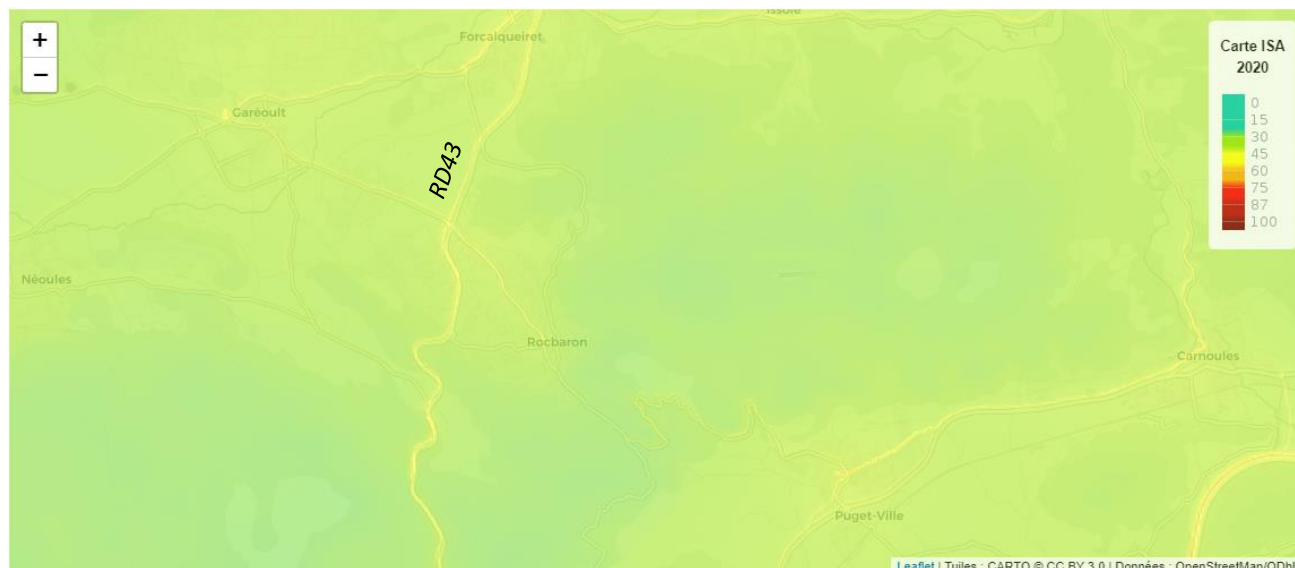 Issole
+
−
Forcalqueiret
Carte ISA
2020
0
15
30
45
60
75
87
100
Garéoult
RD43
Néoules
Rocbaron
Carnoules
Puget-Ville
Leaflet | Tuiles : CARTO © CC BY 3.0 | Données : OpenStreetMap/ODbL